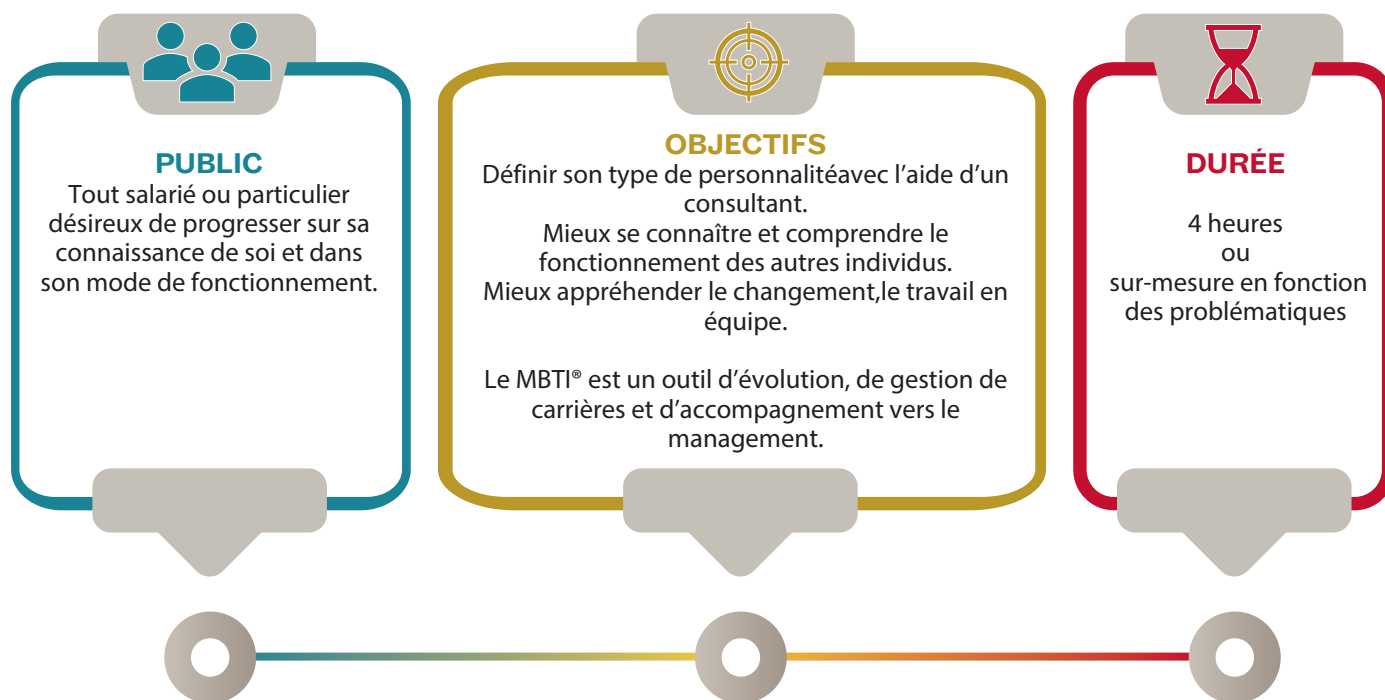 PUBLIC
Tout salarié ou particulier
désireux de progresser sur sa
connaissance de soi et dans
son mode de fonctionnement.
OBJECTIFS
Définir son type de personnalitéavec l’aide d’un
consultant.
Mieux se connaître et comprendre le
fonctionnement des autres individus.
Mieux appréhender le changement,le travail en
équipe.
Le MBTI® est un outil d’évolution, de gestion de
carrières et d’accompagnement vers le
management.
DURÉE
4 heures
ou
sur-mesure en fonction
des problématiques